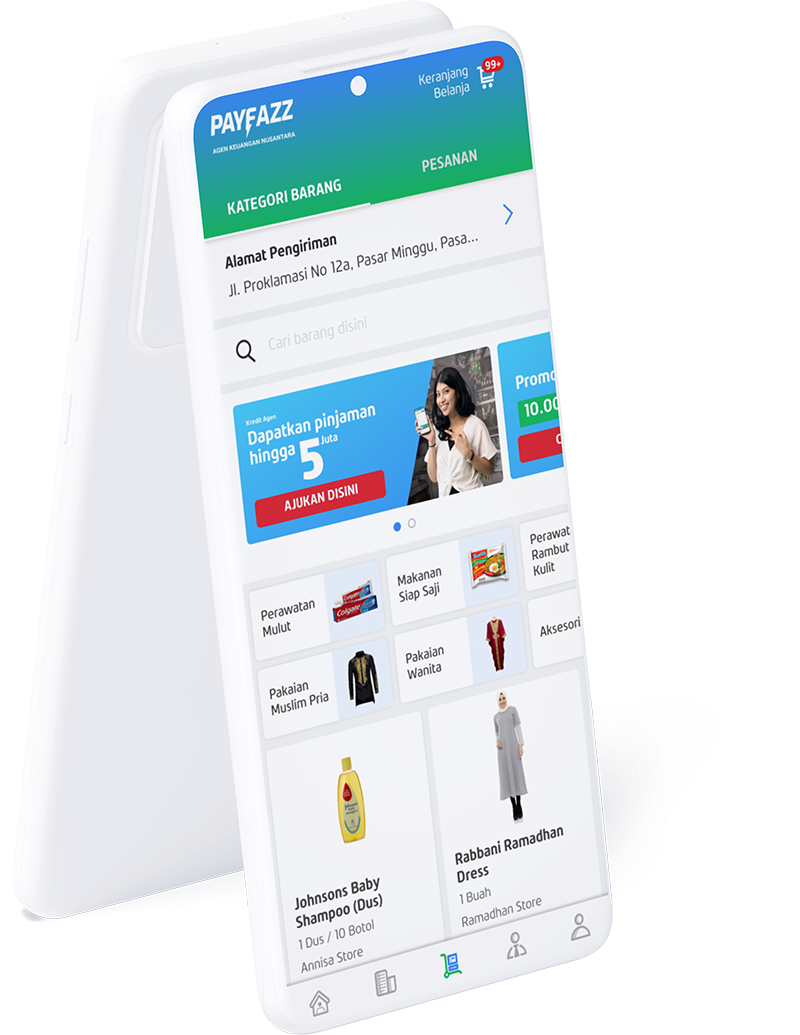 PAYFAZZ
AGEN KEUANGAN NUSANTARA
Keranjang
Belanja
99+
KATEGORI BARANG
PESANAN
Alamat Pengiriman
Jl. Proklamasi No 12a, Pasar Minggu, Pasa...
Cari barang disini
Kredit Agen
Dapatkan pinjaman
hingga 5 Juta
AJUKAN DISINI
Promo
10.00
Perawatan
Mulut
Colgate
Makanan
Siap Saji
Perawat
Rambut
Kulit
Pakaian
Muslim Pria
Pakaian
Wanita
Aksesori
Johnsons Baby
Shampoo (Dus)
1 Dus / 10 Botol
Annisa Store
Rabbani Ramadhan
Dress
1 Buah
Ramadhan Store